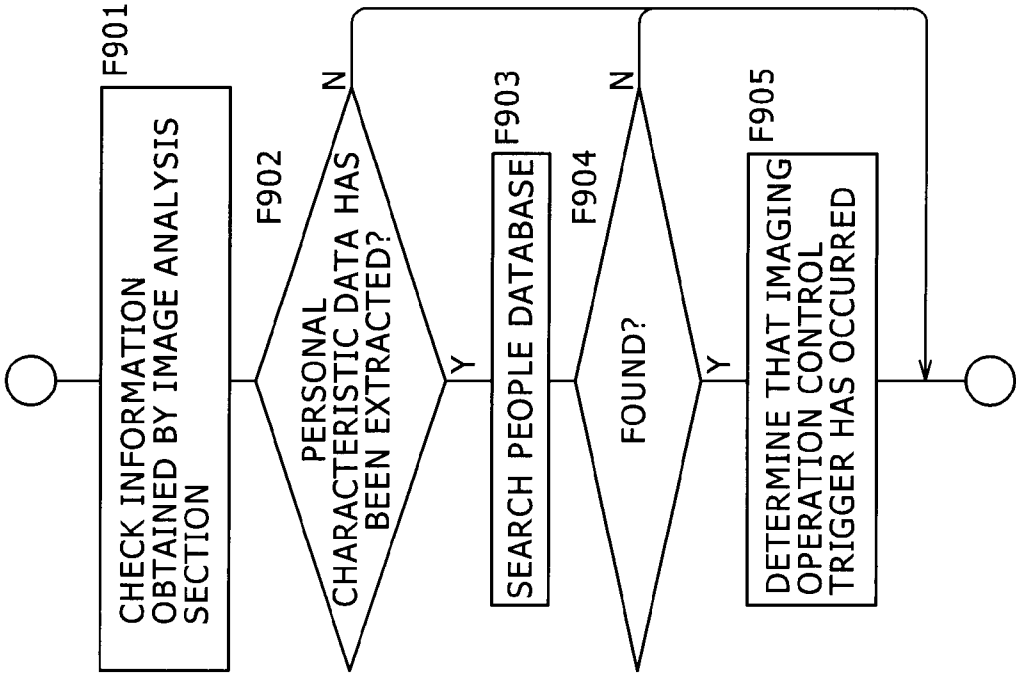 F901
CHECK INFORMATION
OBTAINED BY IMAGE ANALYSIS
SECTION
F902
PERSONAL
CHARACTERISTIC DATA HAS
BEEN EXTRACTED?
N
Y
F903
SEARCH PEOPLE DATABASE
F904
FOUND?
N
Y
F905
DETERMINE THAT IMAGING
OPERATION CONTROL
TRIGGER HAS OCCURRED